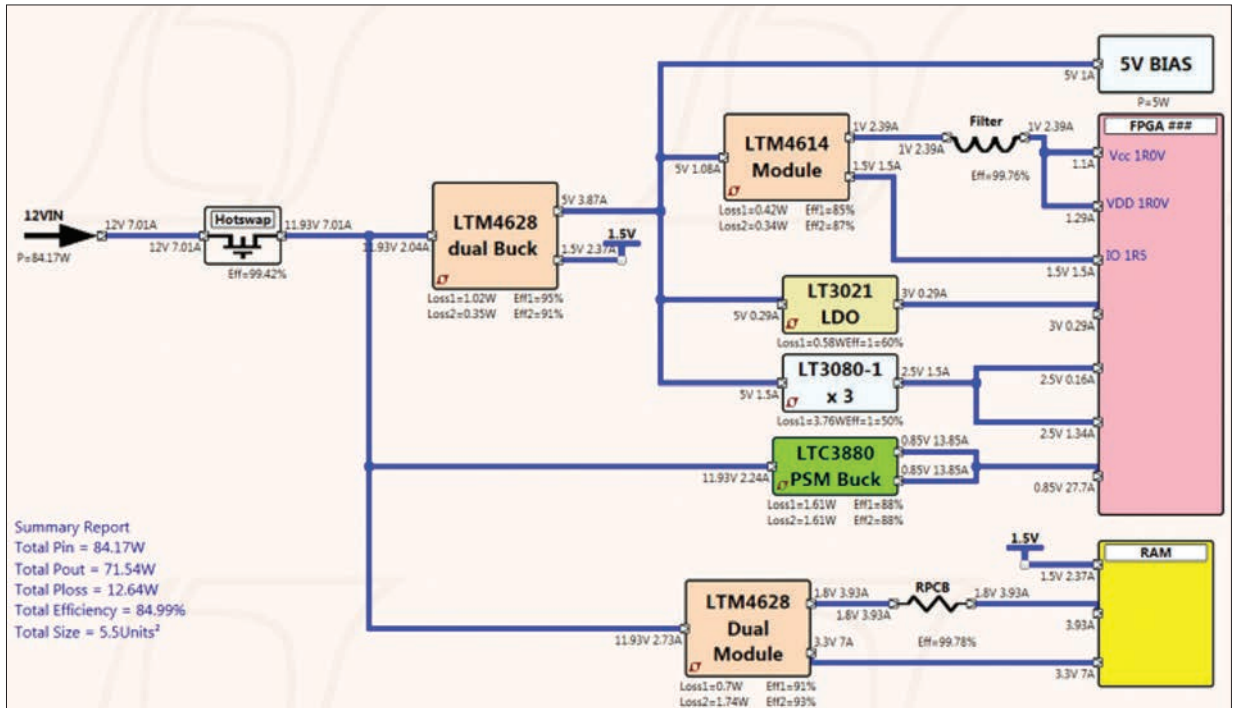 12VIN
P=84.17W
12V 7.01A
12V 7.01A
Hotswap
11.93V 7.01A
Eff=99.42%
11.93V 2.04A
LTM4628
dual Buck
Loss1=1.02W Eff1=95%
Loss2=0.35W Eff2=91%
5V 3.87A
1.5V 2.37A
1.5V
5V 1A
5V BIAS
P=5W
5V 1.08A
LTM4614
Module
Loss1=0.42W Eff1=85%
Loss2=0.34W Eff2=87%
1V 2.39A
1.5V 1.5A
1V 2.39A
Filter
Eff=99.76%
1V 2.39A
FPGA ###
1.1A
Vcc 1R0V
1.29A
VDD 1R0V
IO 1R5
1.5V 1.5A
5V 0.29A
LT3021
LDO
Loss1=0.58WEff=1=60%
3V 0.29A
3V 0.29A
5V 1.5A
LT3080-1
x 3
Loss1=3.76WEff=1=50%
2.5V 1.5A
2.5V 0.16A
2.5V 1.34A
11.93V 2.24A
LTC3880
PSM Buck
Loss1=1.61W Eff1=88%
Loss2=1.61W Eff2=88%
0.85V 13.85A
0.85V 13.85A
0.85V 27.7A
Summary Report
Total Pin = 84.17W
Total Pout = 71.54W
Total Ploss = 12.64W
Total Efficiency = 84.99%
Total Size = 5.5Units²
11.93V 2.73A
LTM4628
Dual
Module
Loss1=0.7W Eff1=91%
Loss2=1.74W Eff2=93%
1.8V 3.93A
1.8V 3.93A
3.3V 7A
RPCB
Eff=99.78%
1.8V 3.93A
1.5V
1.5V 2.37A
RAM
3.93A
3.3V 7A